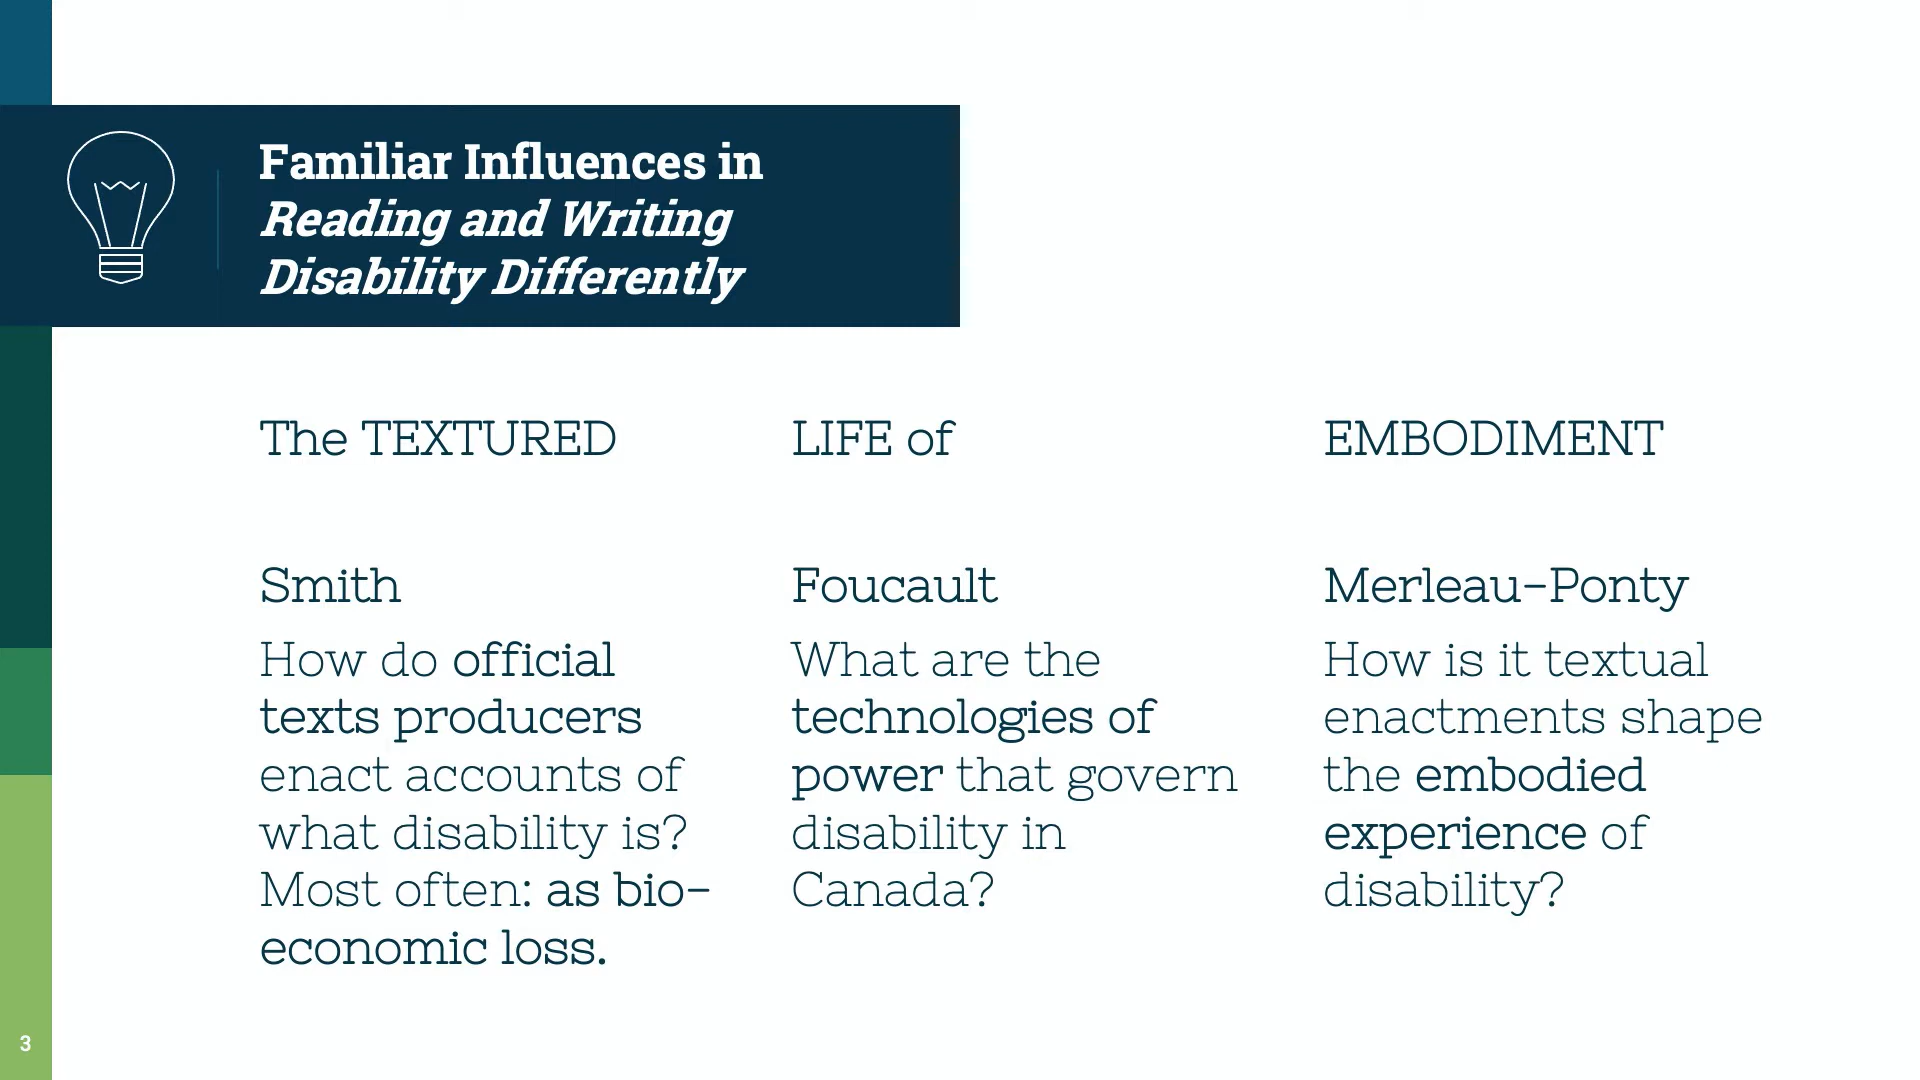 Familiar Influences in
Reading and Writing
Disability Differently
The TEXTURED
LIFE of
EMBODIMENT
Smith
How do official
texts producers
enact accounts of
what disability is?
Most often: as bio-
economic loss.
Foucault
What are the
technologies of
power that govern
disability in
Canada?
Merleau-Ponty
How is it textual
enactments shape
the embodied
experience of
disability?
3